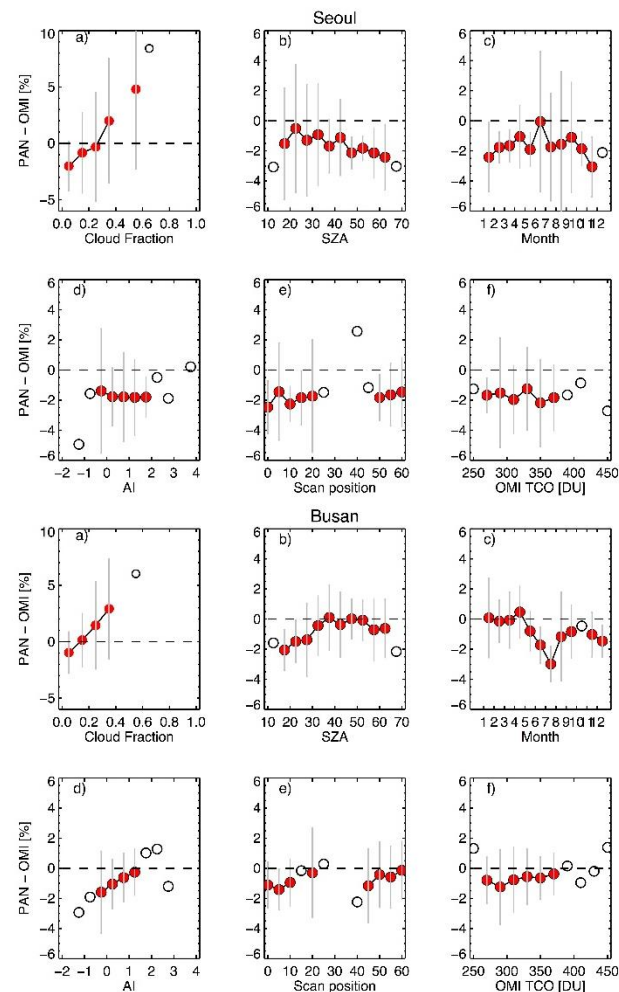 Seoul
a)
PAN − OMI [%]
10
5
0
−5
0.0 0.2 0.4 0.6 0.8 1.0
Cloud Fraction
b)
6
4
2
0
−2
−4
−6
10 20 30 40 50 60 70
SZA
c)
6
4
2
0
−2
−4
−6
1 2 3 4 5 6 7 8 9 10 11 12
Month
d)
PAN − OMI [%]
6
4
2
0
−2
−4
−6
−2 −1 0 1 2 3 4
AI
e)
6
4
2
0
−2
−4
−6
0 10 20 30 40 50 60
Scan position
f)
6
4
2
0
−2
−4
−6
250 300 350 400 450
OMI TCO [DU]
Busan
a)
PAN − OMI [%]
10
5
0
−5
0.0 0.2 0.4 0.6 0.8 1.0
Cloud Fraction
b)
6
4
2
0
−2
−4
−6
10 20 30 40 50 60 70
SZA
c)
6
4
2
0
−2
−4
−6
1 2 3 4 5 6 7 8 9 10 11 12
Month
d)
PAN − OMI [%]
6
4
2
0
−2
−4
−6
−2 −1 0 1 2 3 4
AI
e)
6
4
2
0
−2
−4
−6
0 10 20 30 40 50 60
Scan position
f)
6
4
2
0
−2
−4
−6
250 300 350 400 450
OMI TCO [DU]